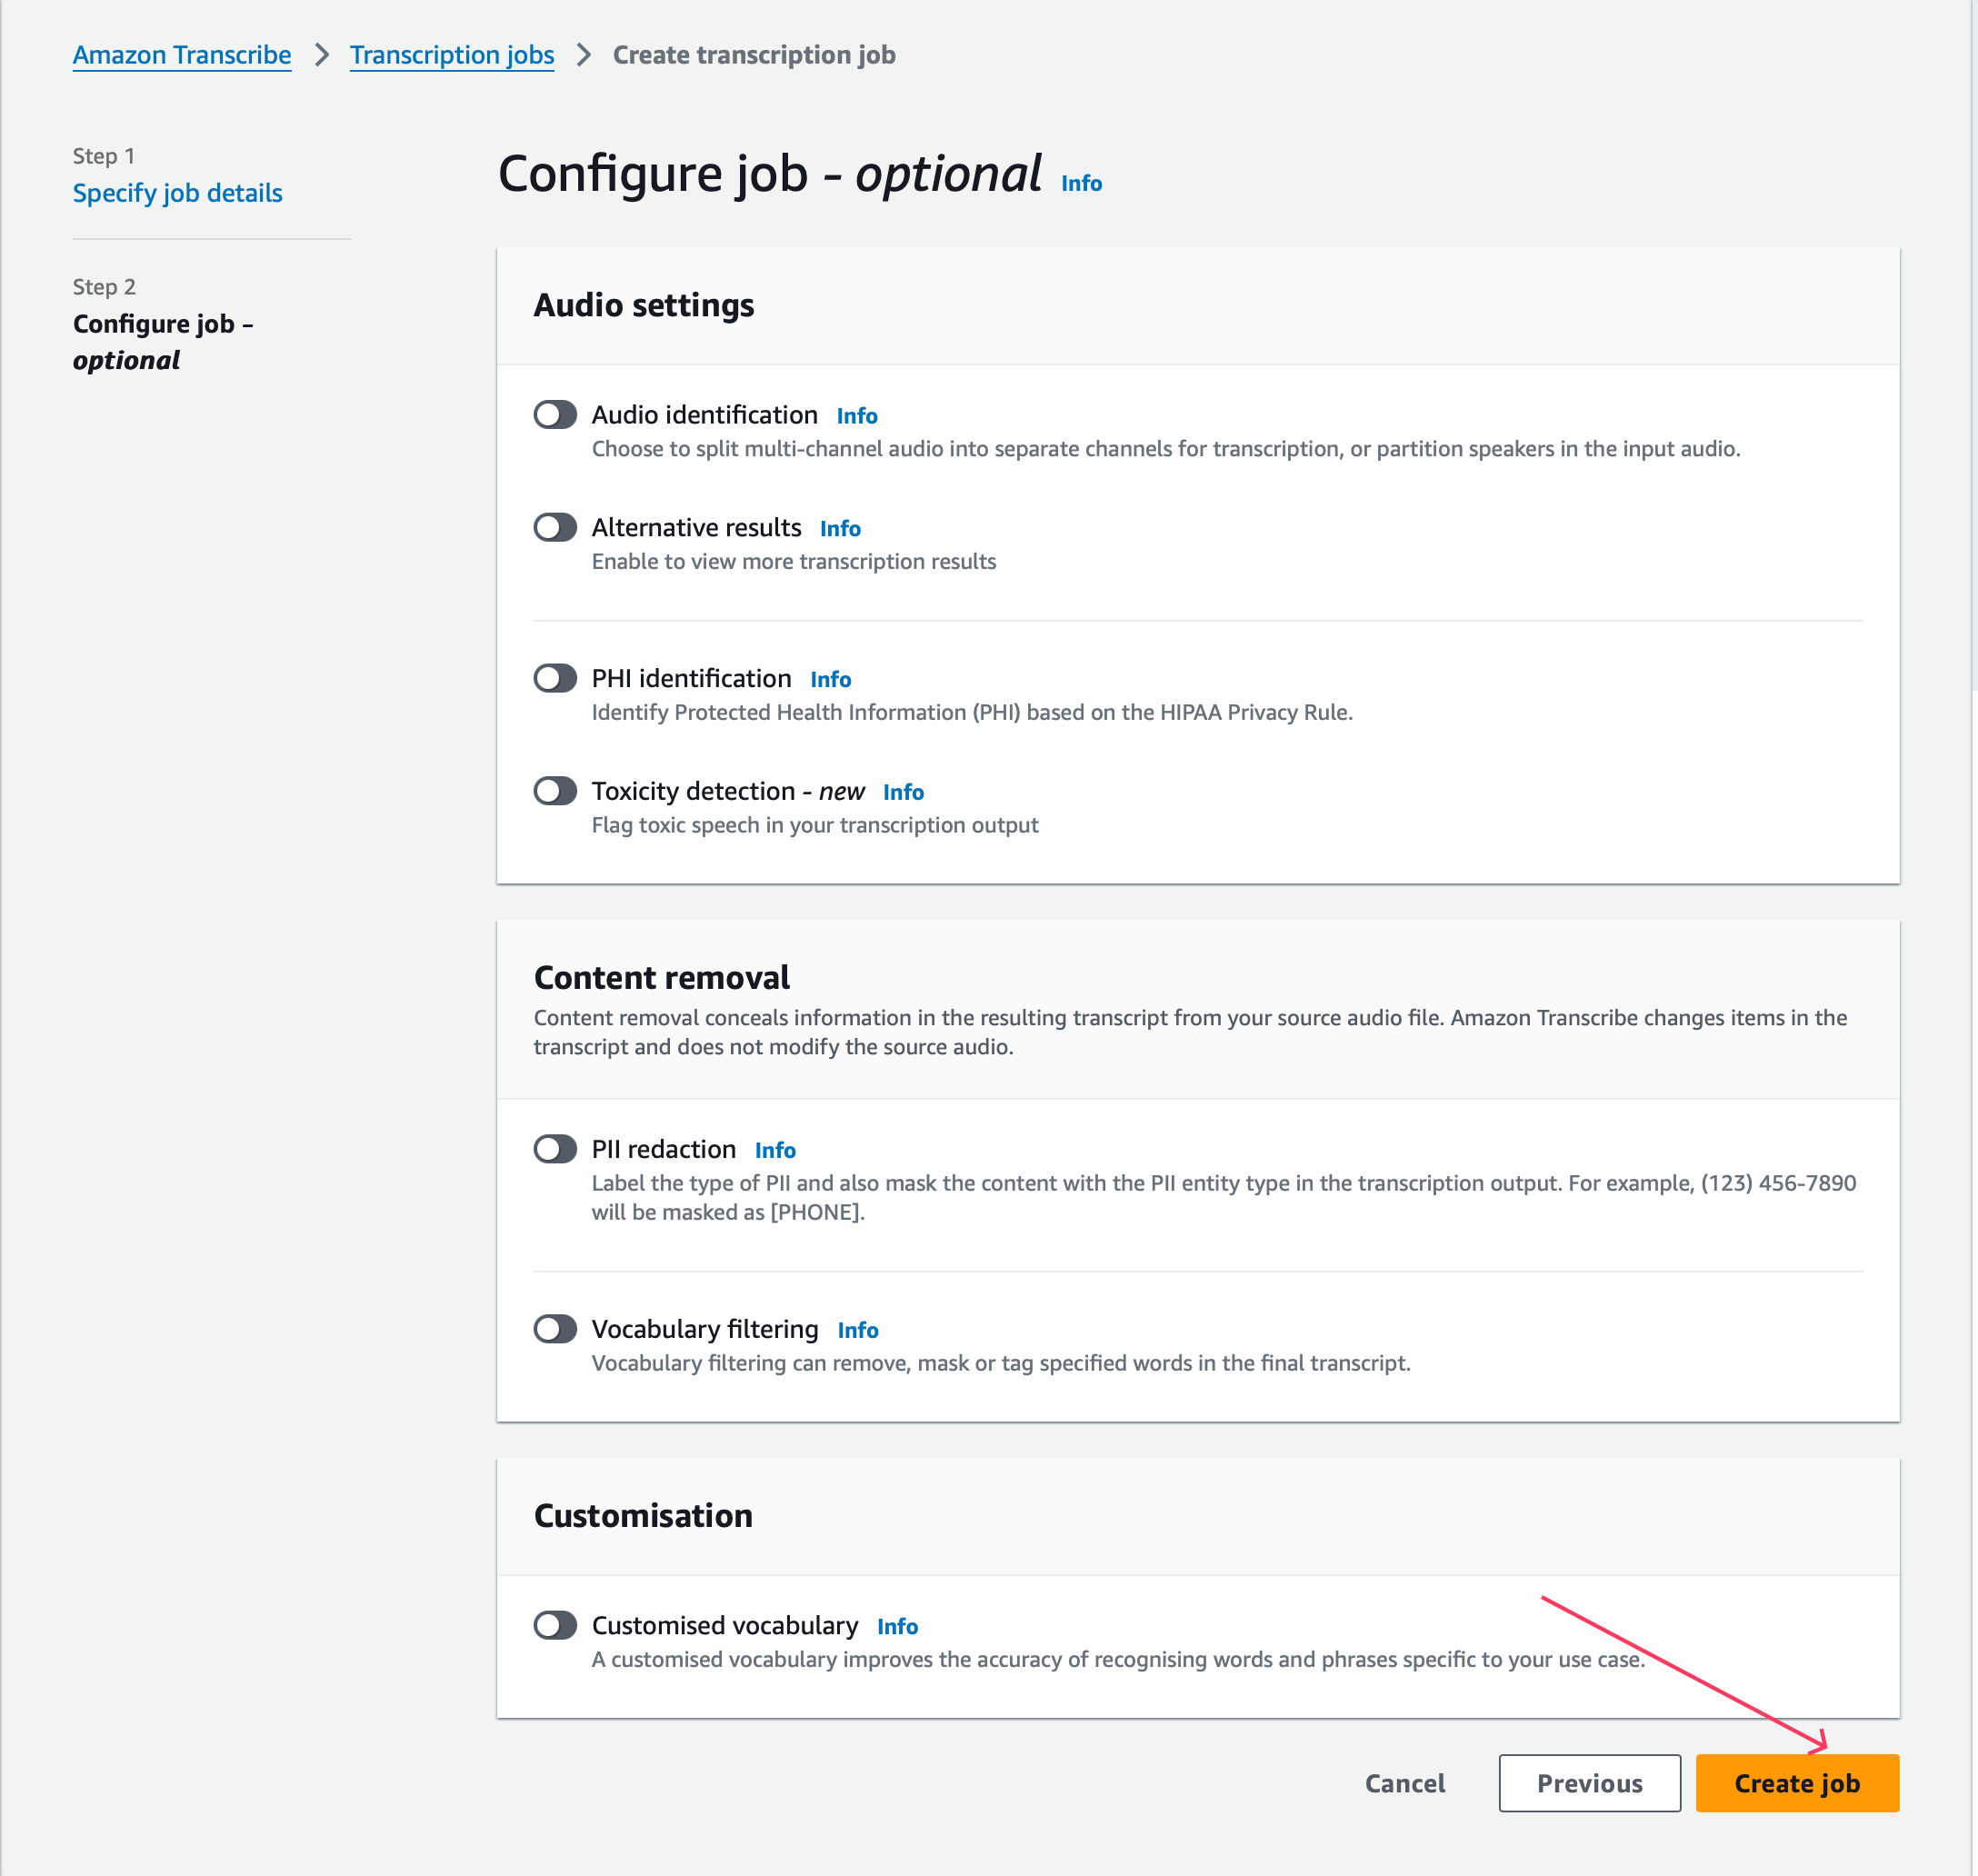 Amazon Transcribe > Transcription jobs > Create transcription job
Step 1
Specify job details
Step 2
Configure job –
optional
Configure job - optional Info
Audio settings
Audio identification Info
Choose to split multi-channel audio into separate channels for transcription, or partition speakers in the input audio.
Alternative results Info
Enable to view more transcription results
PHI identification Info
Identify Protected Health Information (PHI) based on the HIPAA Privacy Rule.
Toxicity detection - new Info
Flag toxic speech in your transcription output
Content removal
Content removal conceals information in the resulting transcript from your source audio file. Amazon Transcribe changes items in the
transcript and does not modify the source audio.
PII redaction Info
Label the type of PII and also mask the content with the PII entity type in the transcription output. For example, (123) 456-7890
will be masked as [PHONE].
Vocabulary filtering Info
Vocabulary filtering can remove, mask or tag specified words in the final transcript.
Customisation
Customised vocabulary Info
A customised vocabulary improves the accuracy of recognising words and phrases specific to your use case.
Cancel Previous Create job